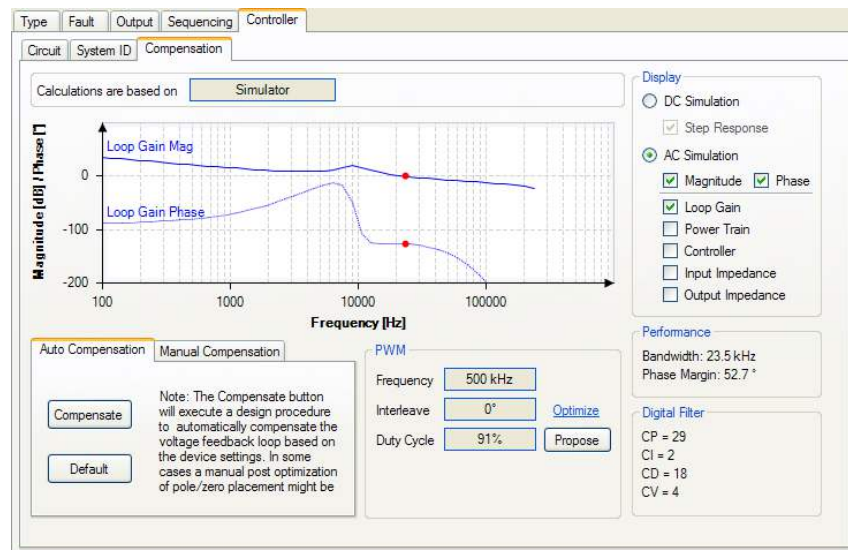 Type Fault Output Sequencing Controller
Circuit System ID Compensation
Calculations are based on Simulator
Magnitude [dB] / Phase [°]
Loop Gain Mag
Loop Gain Phase
0
-100
-200
100 1000 10000 100000
Frequency [Hz]
Display
DC Simulation
Step Response
AC Simulation
Magnitude Phase
Loop Gain
Power Train
Controller
Input Impedance
Output Impedance
Auto Compensation Manual Compensation
Compensate
Default
Note: The Compensate button
will execute a design procedure
to automatically compensate the
voltage feedback loop based on
the device settings. In some
cases a manual post optimization
of pole/zero placement might be
PWM
Frequency 500 kHz
Interleave 0° Optimize
Duty Cycle 91% Propose
Performance
Bandwidth: 23.5 kHz
Phase Margin: 52.7 °
Digital Filter
CP = 29
CI = 2
CD = 18
CV = 4